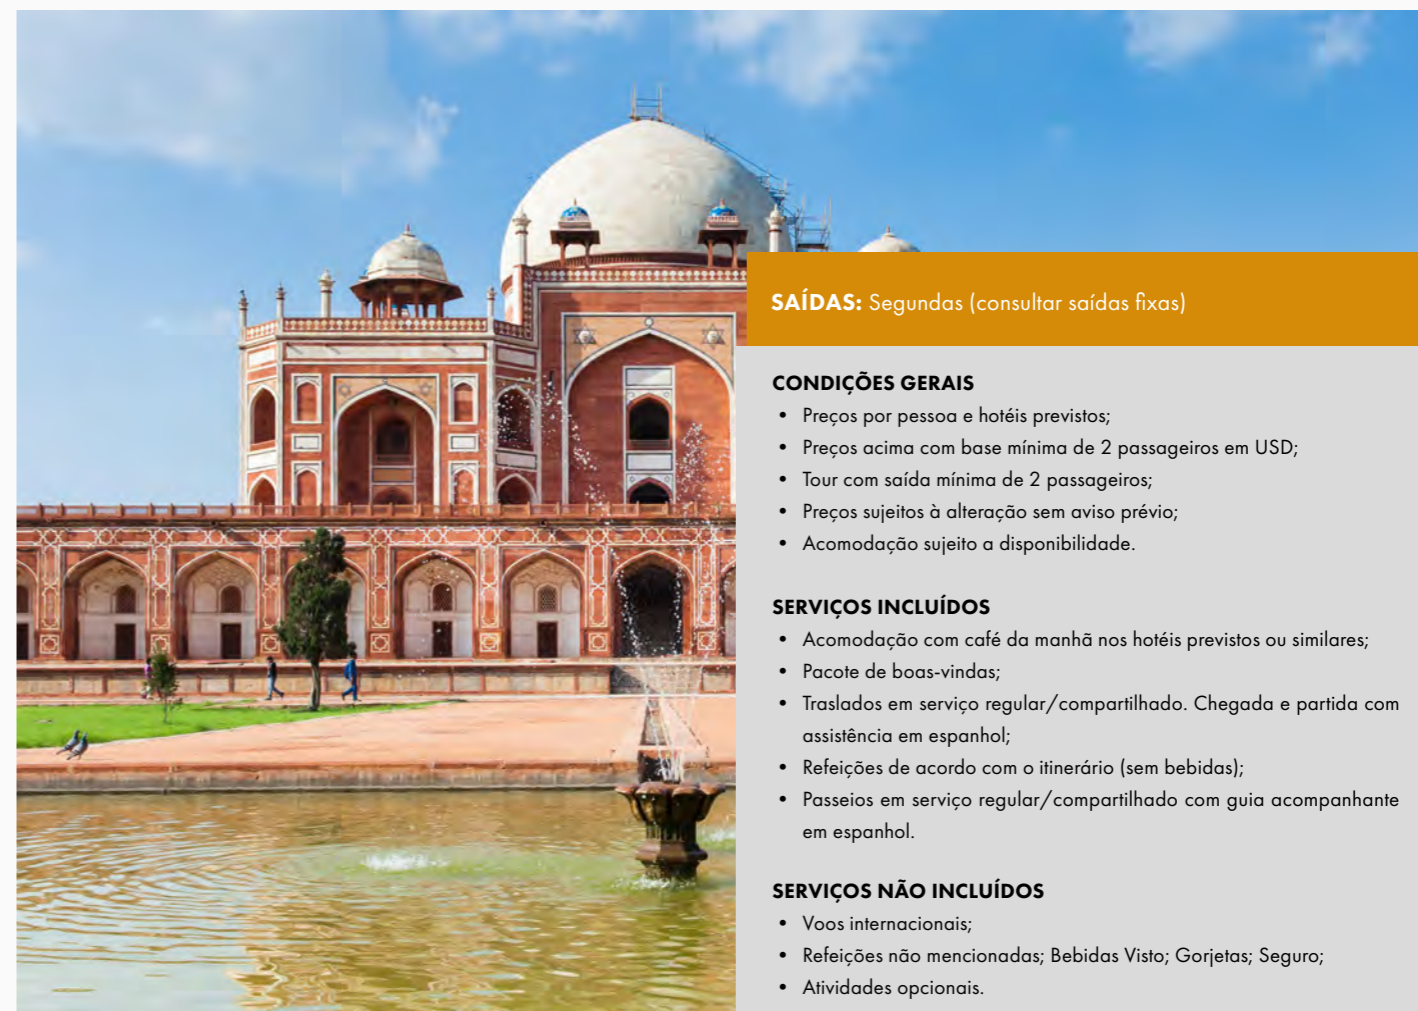 SAÍDAS: Segundas (consultar saídas fixas)
CONDIÇÕES GERAIS
• Preços por pessoa e hotéis previstos;
• Preços acima com base mínima de 2 passageiros em USD;
• Tour com saída mínima de 2 passageiros;
• Preços sujeitos à alteração sem aviso prévio;
• Acomodação sujeito a disponibilidade.
SERVIÇOS INCLUÍDOS
• Acomodação com café da manhã nos hotéis previstos ou similares;
• Pacote de boas-vindas;
• Traslados em serviço regular/compartilhado. Chegada e partida com
assistência em espanhol;
• Refeições de acordo com o itinerário (sem bebidas);
• Passeios em serviço regular/compartilhado com guia acompanhante
em espanhol.
SERVIÇOS NÃO INCLUÍDOS
• Voos internacionais;
• Refeições não mencionadas; Bebidas Visto; Gorjetas; Seguro;
• Atividades opcionais.